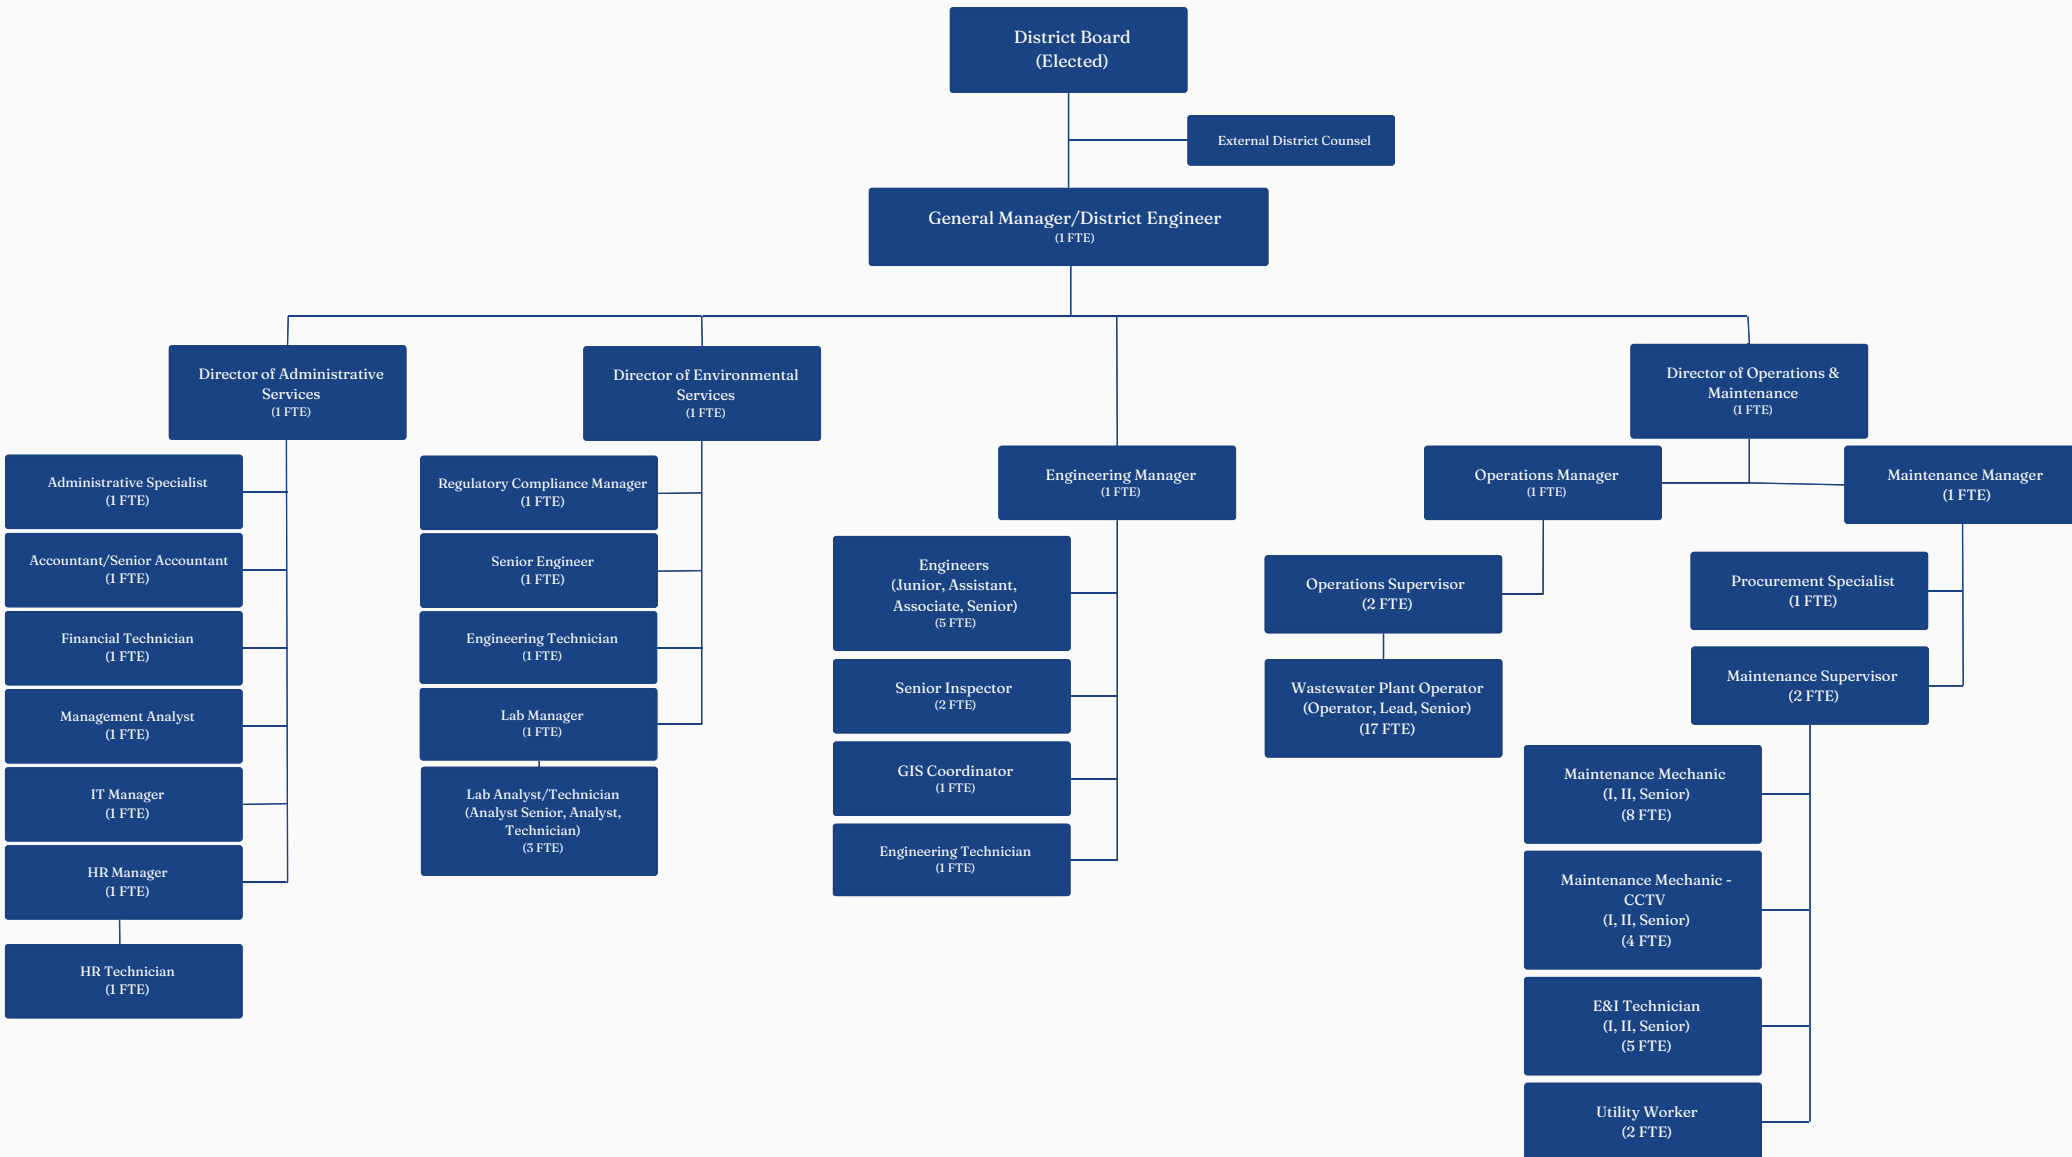 District Board
(Elected)
External District Counsel
General Manager/District Engineer
(1 FTE)
Director of Administrative
Services
(1 FTE)
Administrative Specialist
(1 FTE)
Accountant/Senior Accountant
(1 FTE)
Financial Technician
(1 FTE)
Management Analyst
(1 FTE)
IT Manager
(1 FTE)
HR Manager
(1 FTE)
HR Technician
(1 FTE)
Director of Environmental
Services
(1 FTE)
Regulatory Compliance Manager
(1 FTE)
Senior Engineer
(1 FTE)
Engineering Technician
(1 FTE)
Lab Manager
(1 FTE)
Lab Analyst/Technician
(Analyst Senior, Analyst,
Technician)
(3 FTE)
Engineering Manager
(1 FTE)
Engineers
(Junior, Assistant,
Associate, Senior)
(5 FTE)
Senior Inspector
(2 FTE)
GIS Coordinator
(1 FTE)
Engineering Technician
(1 FTE)
Director of Operations &
Maintenance
(1 FTE)
Operations Manager
(1 FTE)
Operations Supervisor
(2 FTE)
Wastewater Plant Operator
(Operator, Lead, Senior)
(17 FTE)
Maintenance Manager
(1 FTE)
Procurement Specialist
(1 FTE)
Maintenance Supervisor
(2 FTE)
Maintenance Mechanic
(I, II, Senior)
(8 FTE)
Maintenance Mechanic -
CCTV
(I, II, Senior)
(4 FTE)
E&I Technician
(I, II, Senior)
(5 FTE)
Utility Worker
(2 FTE)